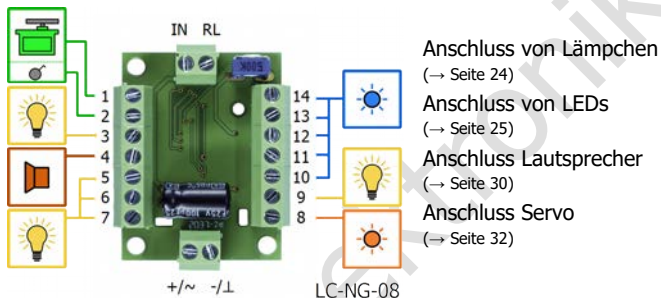 IN RL
500K
1
2
3
4
5
6
7
14
13
12
11
10
9
8
+/~ -/⊥
LC-NG-08
Anschluss von Lämpchen
(→ Seite 24)
Anschluss von LEDs
(→ Seite 25)
Anschluss Lautsprecher
(→ Seite 30)
Anschluss Servo
(→ Seite 32)